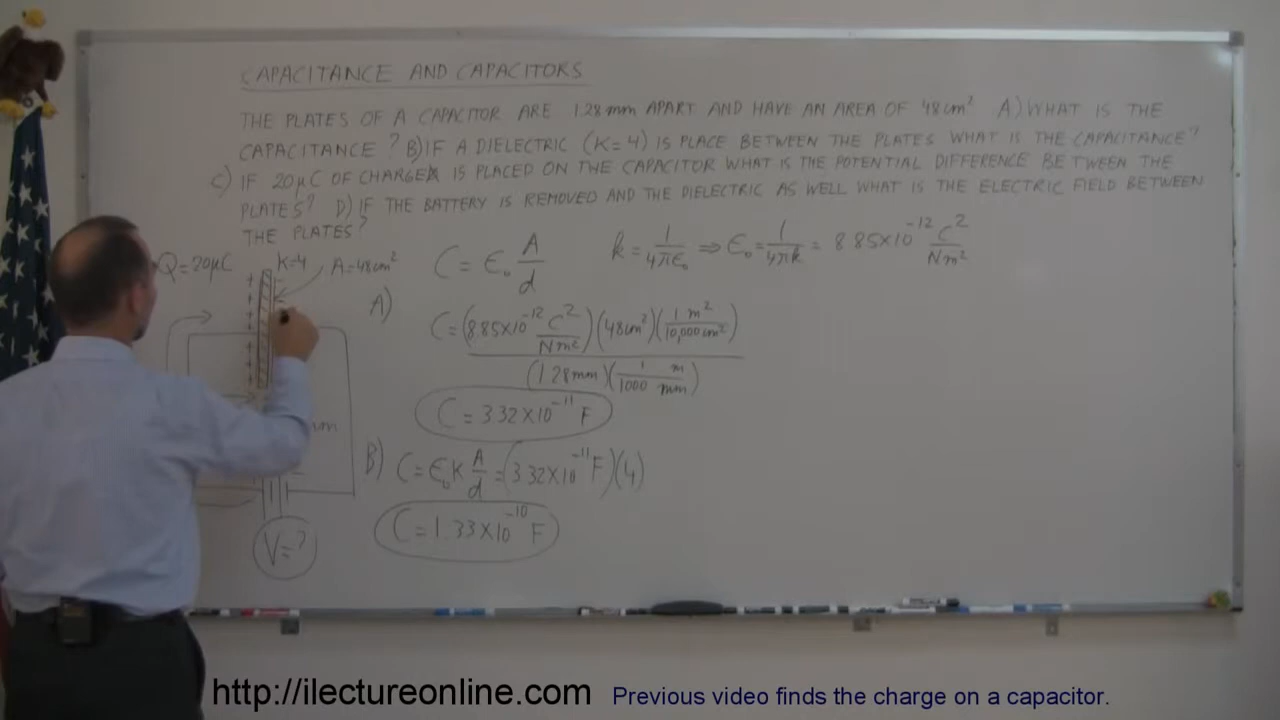 CAPACITANCE AND CAPACITORS
THE PLATES OF A CAPACITOR ARE 1.28mm APART AND HAVE AN AREA OF 48cm² A) WHAT IS THE
CAPACITANCE? B) IF A DIELECTRIC (K=4) IS PLACE BETWEEN THE PLATES WHAT IS THE CAPACITANCE?
C) IF 20μC OF CHARGE IS PLACED ON THE CAPACITOR WHAT IS THE POTENTIAL DIFFERENCE BETWEEN THE
PLATES? D) IF THE BATTERY IS REMOVED AND THE DIELECTRIC AS WELL WHAT IS THE ELECTRIC FIELD BETWEEN
THE PLATES?
Q=20μC K=4 A=48cm²
C = ε₀ A/d
k = 1/4πε₀ ⇒ ε₀ = 1/4πk = 8.85×10⁻¹² C²/Nm²
A)
C = (8.85×10⁻¹² C²/Nm²)(48cm²)(1 m²/10,000cm²)
(1.28mm)(1 m/1000 mm)
C = 3.32×10⁻¹¹ F
B) C = ε₀K A/d = (3.32×10⁻¹¹ F)(4)
C = 1.33×10⁻¹⁰ F
V=?
http://ilectureonline.com Previous video finds the charge on a capacitor.